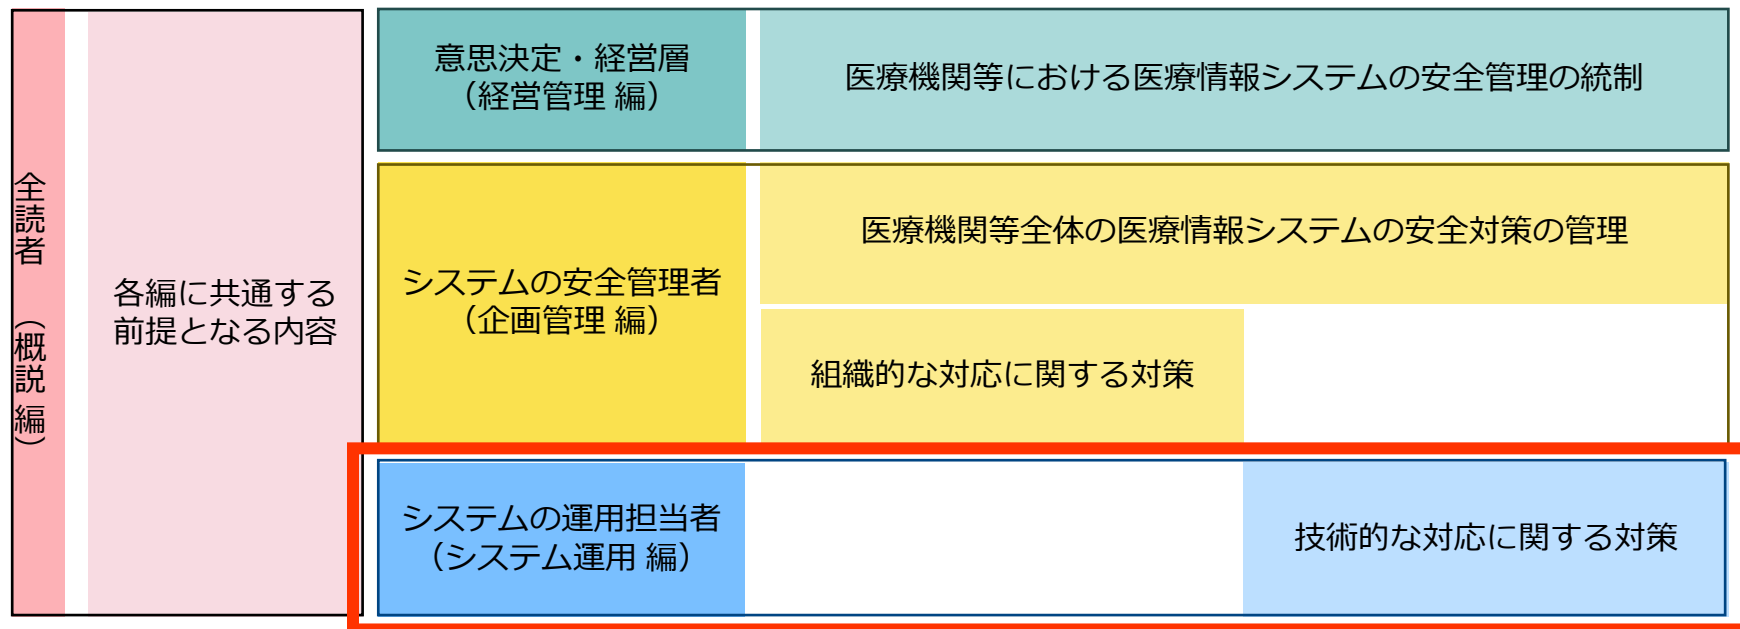 全読者 （概説 編）
各編に共通する
前提となる内容
意思決定・経営層
（経営管理 編）
医療機関等における医療情報システムの安全管理の統制
システムの安全管理者
（企画管理 編）
医療機関等全体の医療情報システムの安全対策の管理
組織的な対応に関する対策
システムの運用担当者
（システム運用 編）
技術的な対応に関する対策